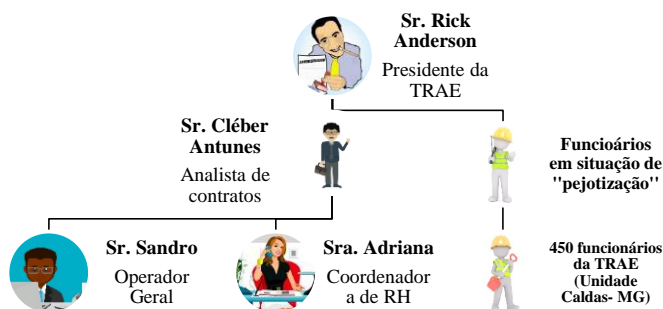 Sr. Rick
Anderson
Presidente da
TRAE
Sr. Cléber
Antunes
Analista de
contratos
Funcioários
em situação de
"pejotização"
Sr. Sandro
Operador
Geral
Sra. Adriana
Coordenador
a de RH
450 funcionários
da TRAE
(Unidade
Caldas- MG)